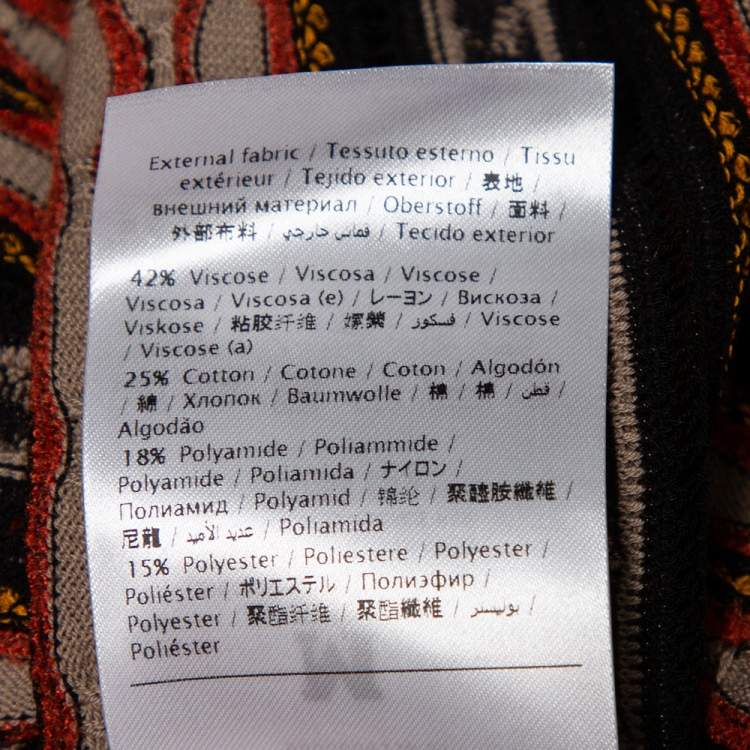 External fabric / Tessuto esterno / Tissu
extérieur / Tejido exterior / 表地 /
внешний материал / Oberstoff / 面料 /
外部布料 / قماس خارجي / Tecido exterior
42% Viscose / Viscosa / Viscose /
Viscosa / Viscosa (e) / レーヨン / Вискоза /
Viskose / 粘胶纤维 / 嫘縈 / فسكوز / Viscose
/ Viscose (a)
25% Cotton / Cotone / Coton / Algodón
/ 綿 / Хлопок / Baumwolle / 棉 / 棉 / قطن /
Algodão
18% Polyamide / Poliammide /
Polyamide / Poliamida / ナイロン /
Полиамид / Polyamid / 锦纶 / 聚醯胺纖維 /
尼龍 / عديد الأميد / Poliamida
15% Polyester / Poliestere / Polyester /
Poliéster / ポリエステル / Полиэфир /
Polyester / 聚酯纤维 / 聚酯纖維 / بوليستر /
Poliéster